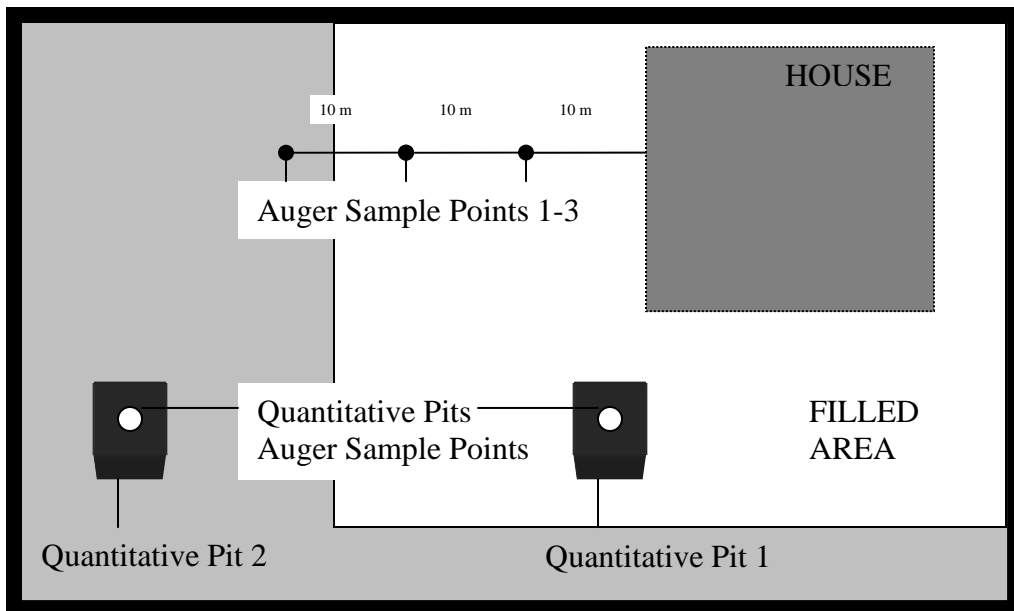 HOUSE
10 m
10 m
10 m
Auger Sample Points 1-3
Quantitative Pits
Auger Sample Points
FILLED
AREA
Quantitative Pit 2
Quantitative Pit 1